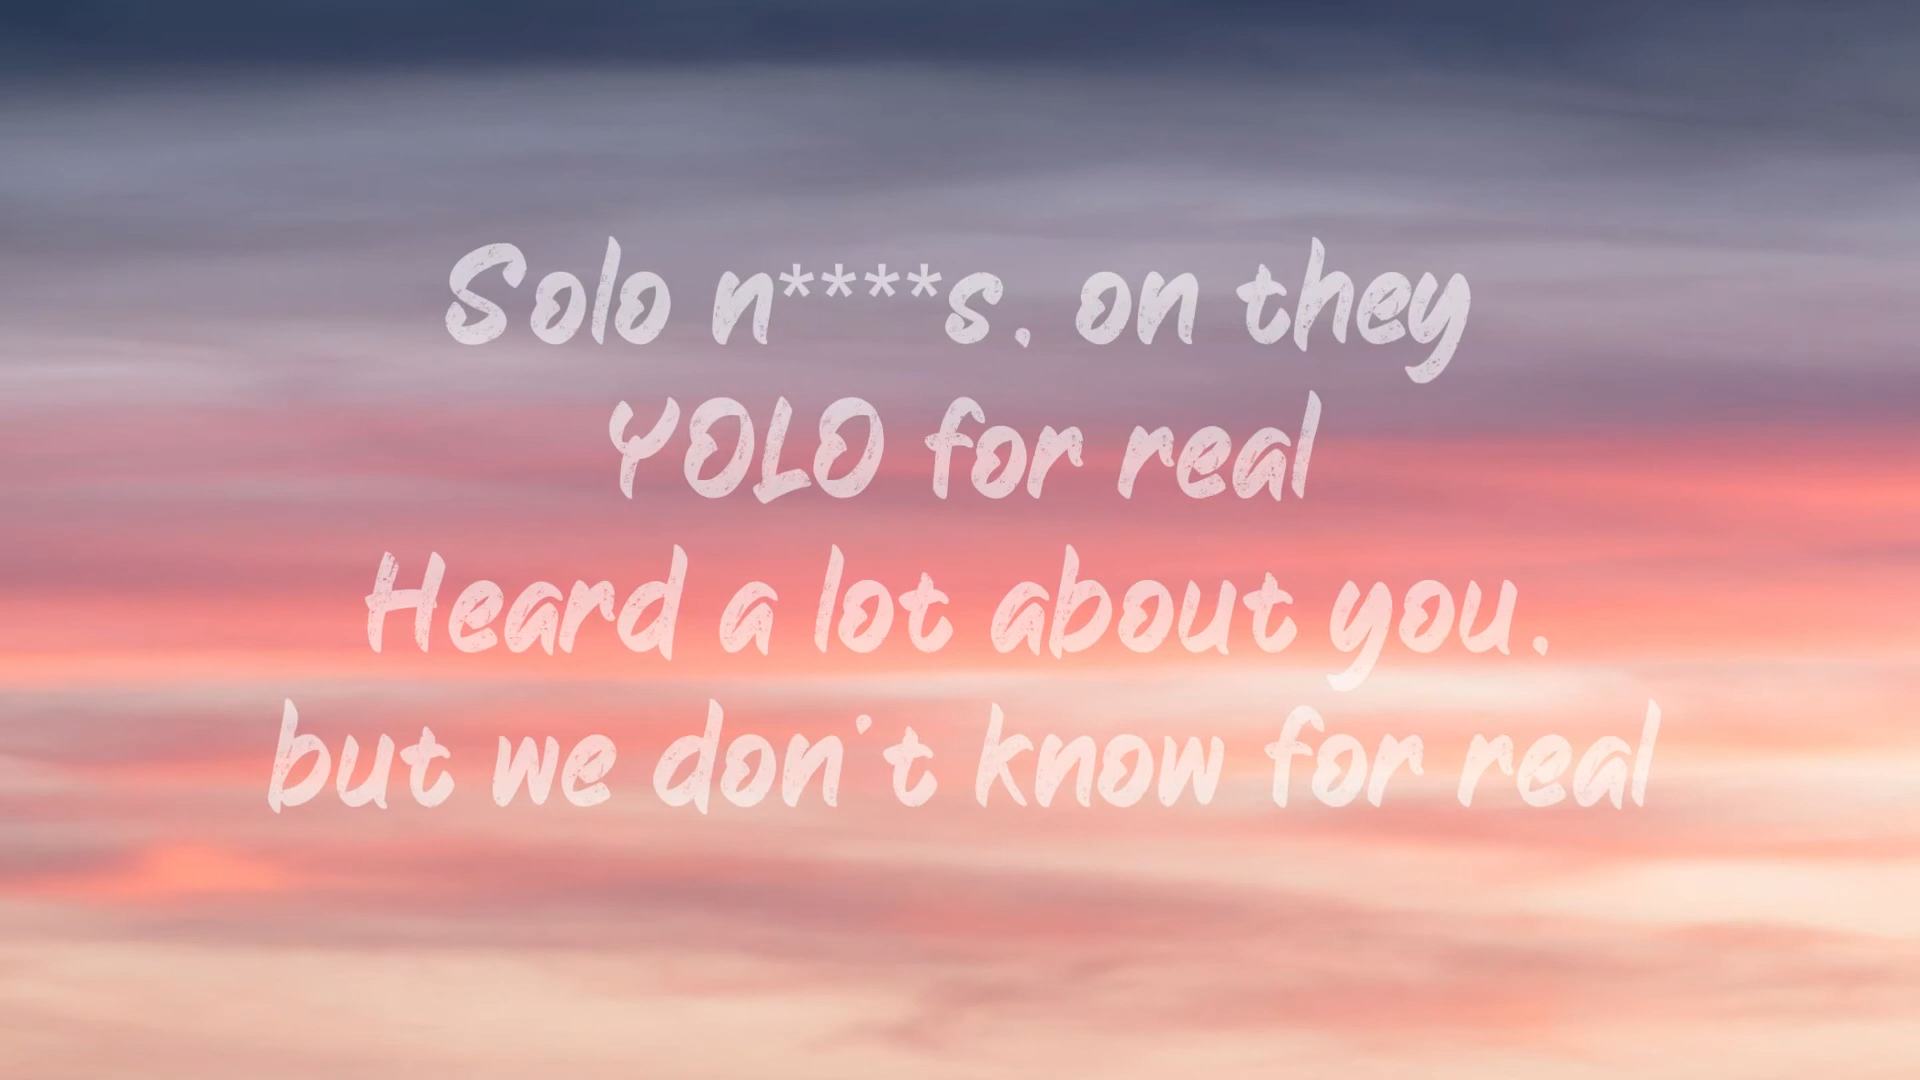 Solo n****s, on they
YOLO for real
Heard a lot about you,
but we don't know for real